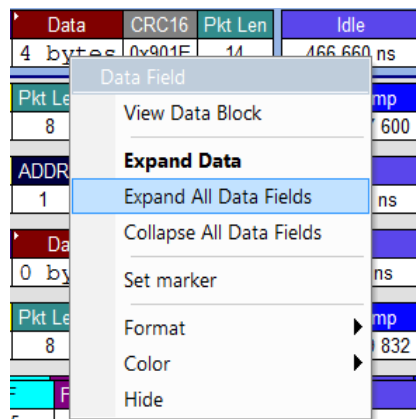 Data CRC16 Pkt Len Idle
4 bytes 0x901E 14 466.660 ns
Data Field
Pkt Le mp
View Data Block
8 600
Expand Data
ADDR
Expand All Data Fields
1 ns
Collapse All Data Fields
Da
0 by ns
Set marker
Pkt Le mp
Format
8 832
Color
F F
Hide